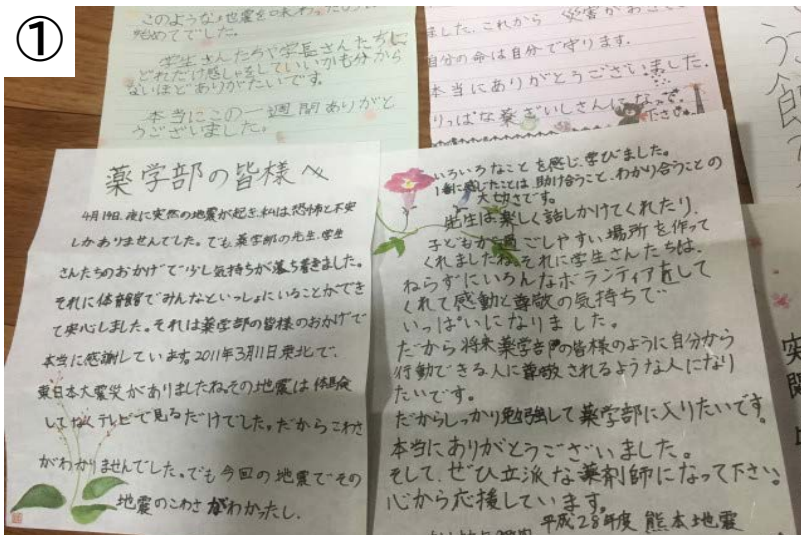 ①
このような地震を味わったのは
始めてでした。
学生さんたちや学長さんたちに
どれだけ感しゃをしていいかも分から
ないほどありがたいです。
本当にこの一週間ありがと
うございました。
ました。これから 災害がおきても
自分の命は自分で守ります。
本当にありがとうございました。
りっぱな薬ざいしさんになって
下さい。
薬学部の皆様へ
4月14日、夜に突然の地震が起き、私は恐怖と不安
しかありませんでした。でも、薬学部の先生、学生
さんたちのおかげで少し気持ちが落ち着きました。
それに体育館でみんなといっしょにいることができ
て安心しました。それは薬学部の皆様のおかげで
本当に感謝しています。2011年3月11日東北で、
東日本大震災がありましたね。その地震は体験
してなくテレビで見るだけでした。だからこわさ
がわかりませんでした。でも今回の地震でその
地震のこわさがわかったし、
いろいろなことを感じ、学びました。
1番に感じたことは、助け合うこと、わかり合うことの
大切さです。
先生は楽しく話しかけてくれたり、
子どもから過ごしやすい場所を作って
くれましたね。それに学生さんたちは、
ねらずにいろんなボランティア
して
くれて感動と尊敬の気持ちで
いっぱいになりました。
だから将来薬学部の皆様のように自分から
行動できる人に尊敬されるような人になり
たいです。
だからしっかり勉強して薬学部に入りたいです。
本当にありがとうございました。
そして、ぜひ立派な薬剤師になって下さい。
心から応援しています。
平成28年度 熊本地震